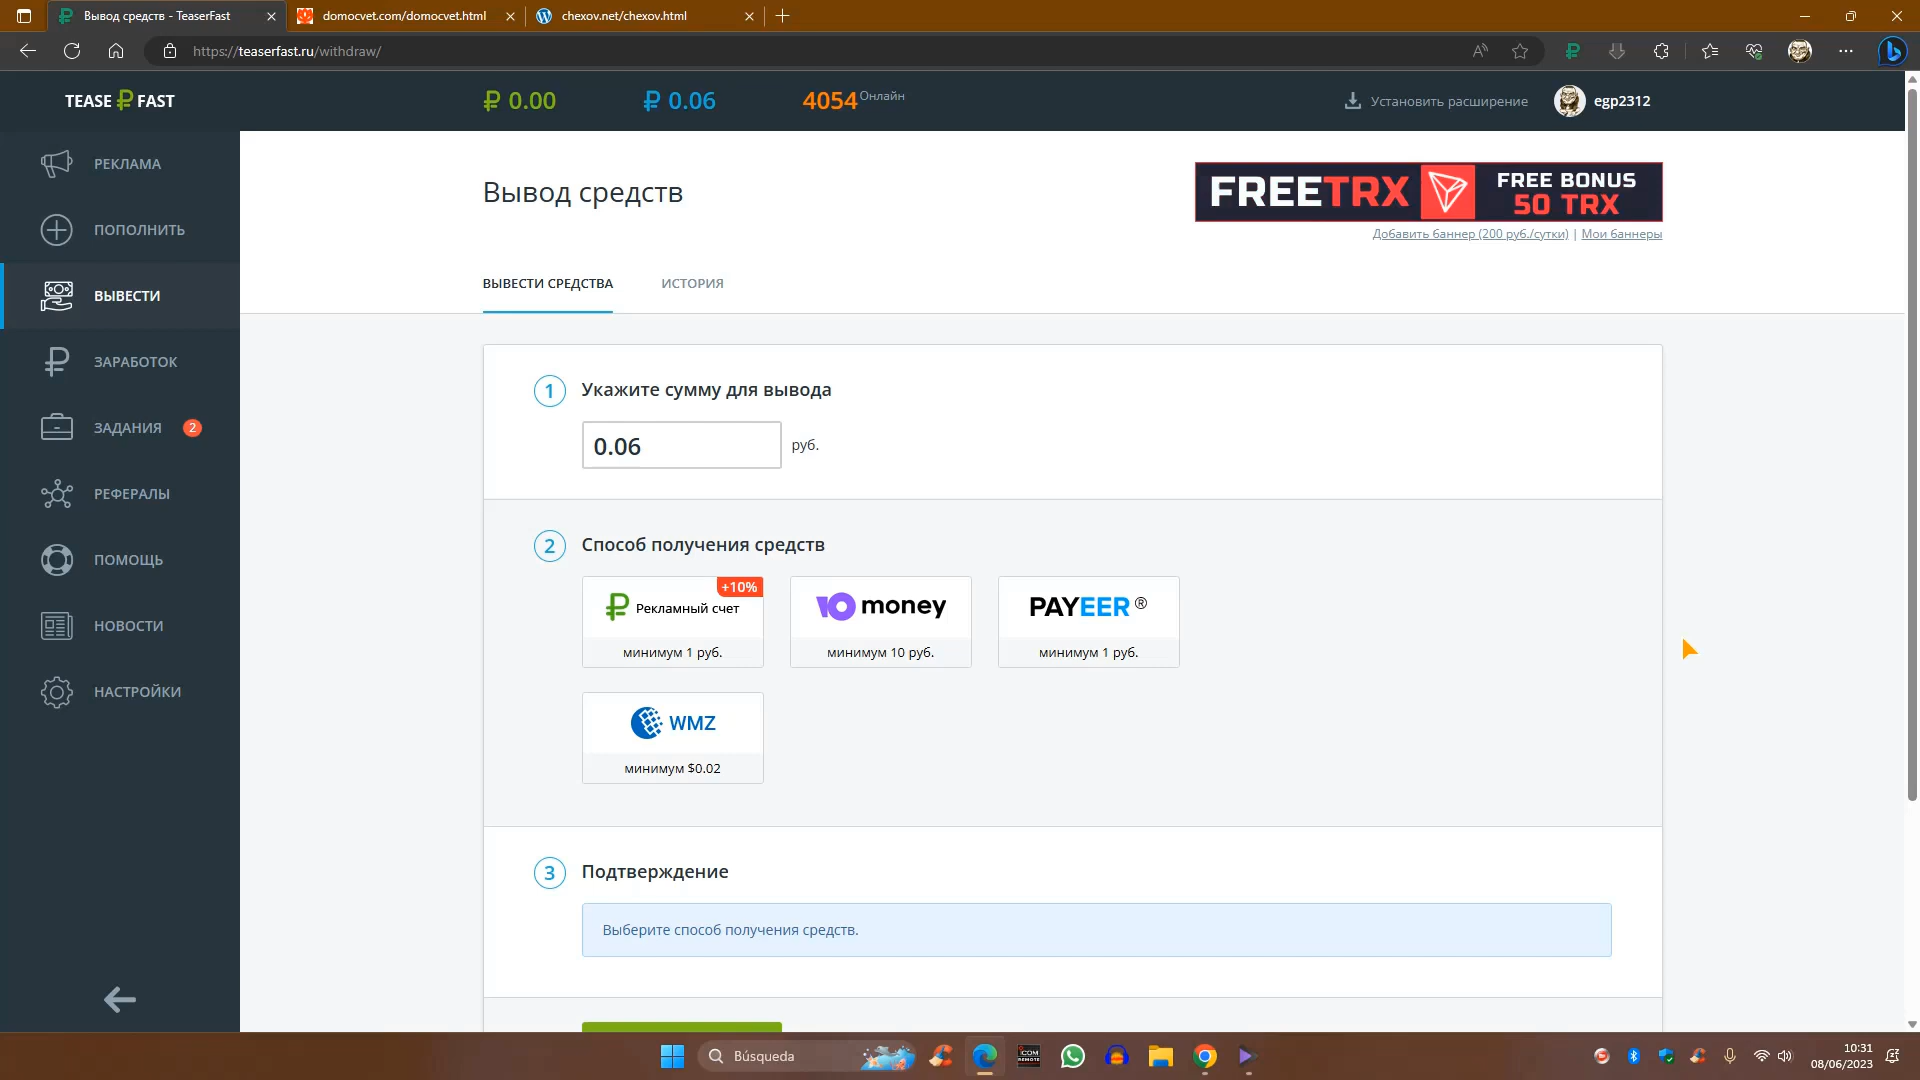 Вывод средств - TeaserFast
domocvet.com/domocvet.html
chexov.net/chexov.html
https://teaserfast.ru/withdraw/
TEASE FAST
₽ 0.00
₽ 0.06
4054 Онлайн
Установить расширение
egp2312
РЕКЛАМА
ПОПОЛНИТЬ
ВЫВЕСТИ
ЗАРАБОТОК
ЗАДАНИЯ 2
РЕФЕРАЛЫ
ПОМОЩЬ
НОВОСТИ
НАСТРОЙКИ
Вывод средств
FREETRX
FREE BONUS
50 TRX
Добавить баннер (200 руб./сутки) | Мои баннеры
ВЫВЕСТИ СРЕДСТВА
ИСТОРИЯ
1 Укажите сумму для вывода
0.06 руб.
2 Способ получения средств
+10%
₽ Рекламный счет
минимум 1 руб.
Ю money
минимум 10 руб.
PAYEER ®
минимум 1 руб.
WMZ
минимум $0.02
3 Подтверждение
Выберите способ получения средств.
Búsqueda
10:31
08/06/2023